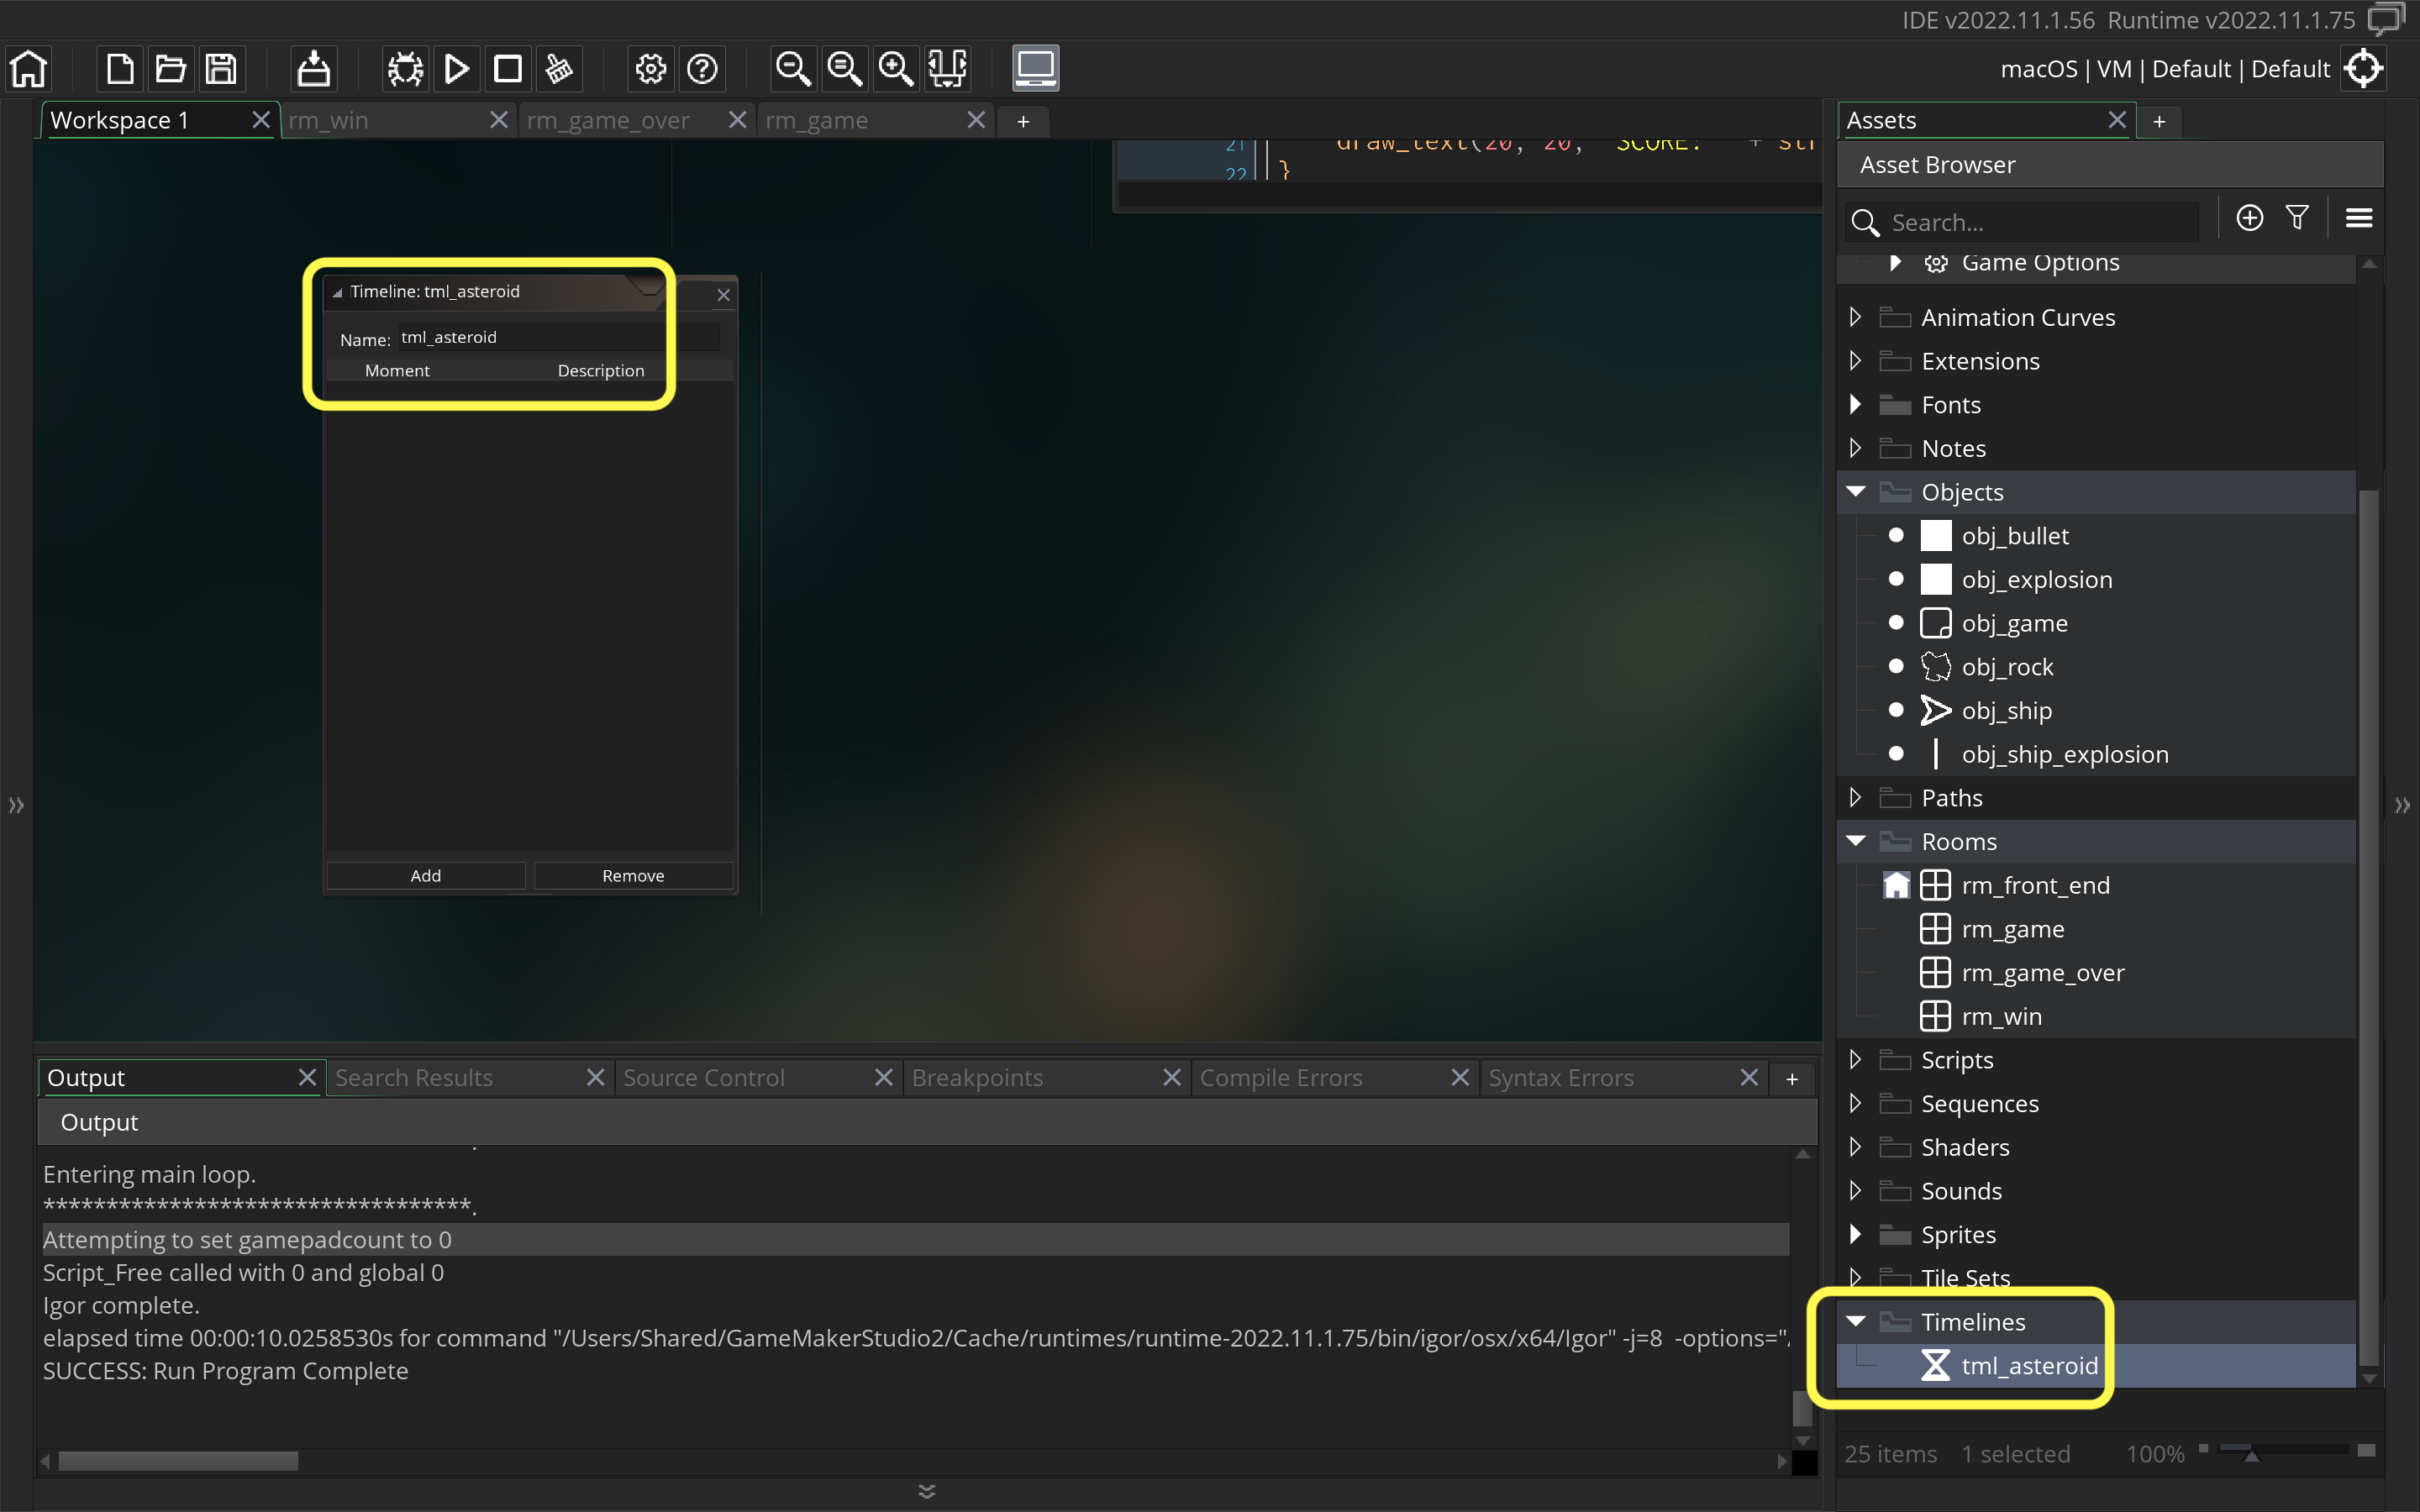 IDE v2022.11.1.56 Runtime v2022.11.1.75
macOS | VM | Default | Default
Workspace 1
rm_win
rm_game_over
rm_game
+
Assets
+
21 draw_text(20, 20, "SCORE: " + str
22 }
Timeline: tml_asteroid
Name: tml_asteroid
Moment Description
Add Remove
Asset Browser
Search...
Game Options
Animation Curves
Extensions
Fonts
Notes
Objects
obj_bullet
obj_explosion
obj_game
obj_rock
obj_ship
obj_ship_explosion
Paths
Rooms
rm_front_end
rm_game
rm_game_over
rm_win
Scripts
Sequences
Shaders
Sounds
Sprites
Tile Sets
Timelines
tml_asteroid
25 items 1 selected 100%
Output
Search Results
Source Control
Breakpoints
Compile Errors
Syntax Errors
+
Output
Entering main loop.
**********************************.
Attempting to set gamepadcount to 0
Script_Free called with 0 and global 0
Igor complete.
elapsed time 00:00:10.0258530s for command "/Users/Shared/GameMakerStudio2/Cache/runtimes/runtime-2022.11.1.75/bin/igor/osx/x64/Igor" -j=8 -options="
SUCCESS: Run Program Complete